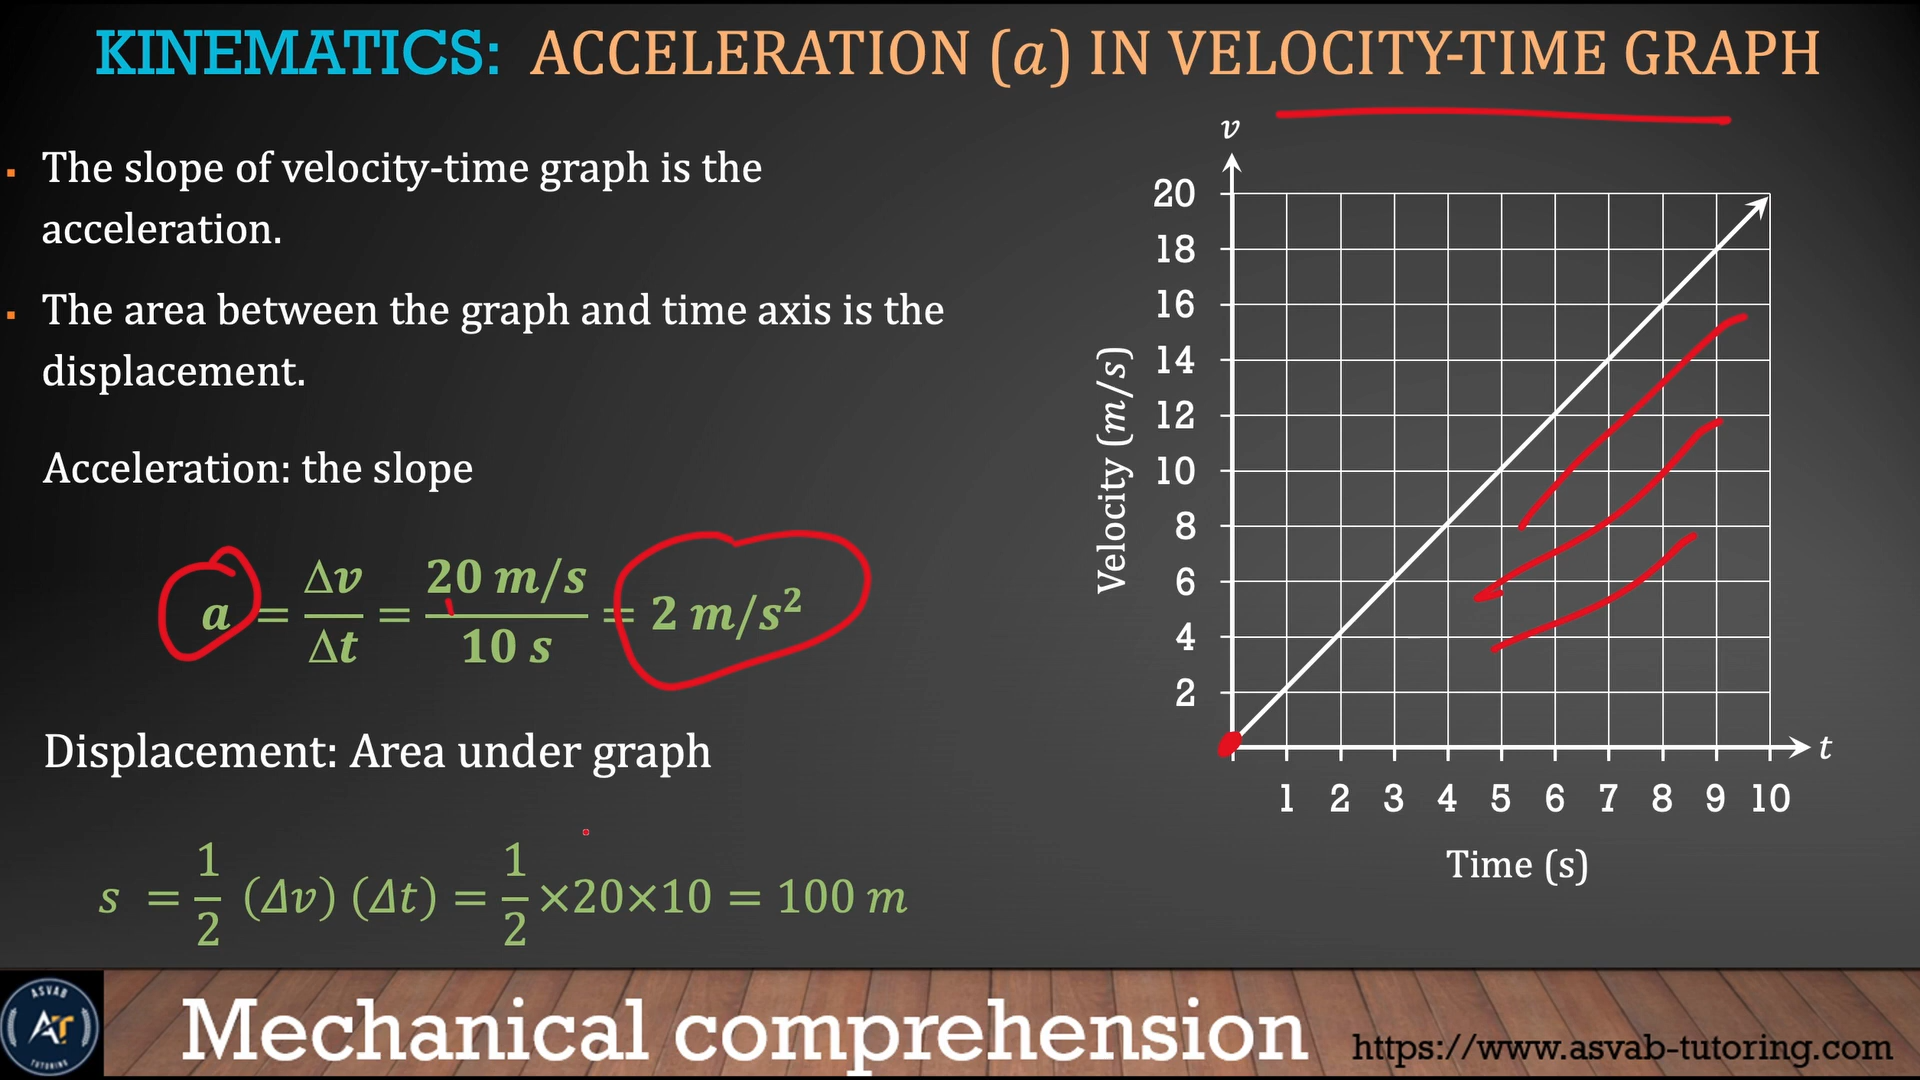 KINEMATICS: ACCELERATION (a) IN VELOCITY-TIME GRAPH
▪ The slope of velocity-time graph is the
acceleration.
▪ The area between the graph and time axis is the
displacement.
Acceleration: the slope
a = Δv/Δt = 20 m/s / 10 s = 2 m/s²
Displacement: Area under graph
s = 1/2 (Δv) (Δt) = 1/2 ×20×10 = 100 m
v
20
18
16
14
12
10
8
6
4
2
Velocity (m/s)
t
1 2 3 4 5 6 7 8 9 10
Time (s)
ASVAB
AT
TUTORING
Mechanical comprehension
https://www.asvab-tutoring.com